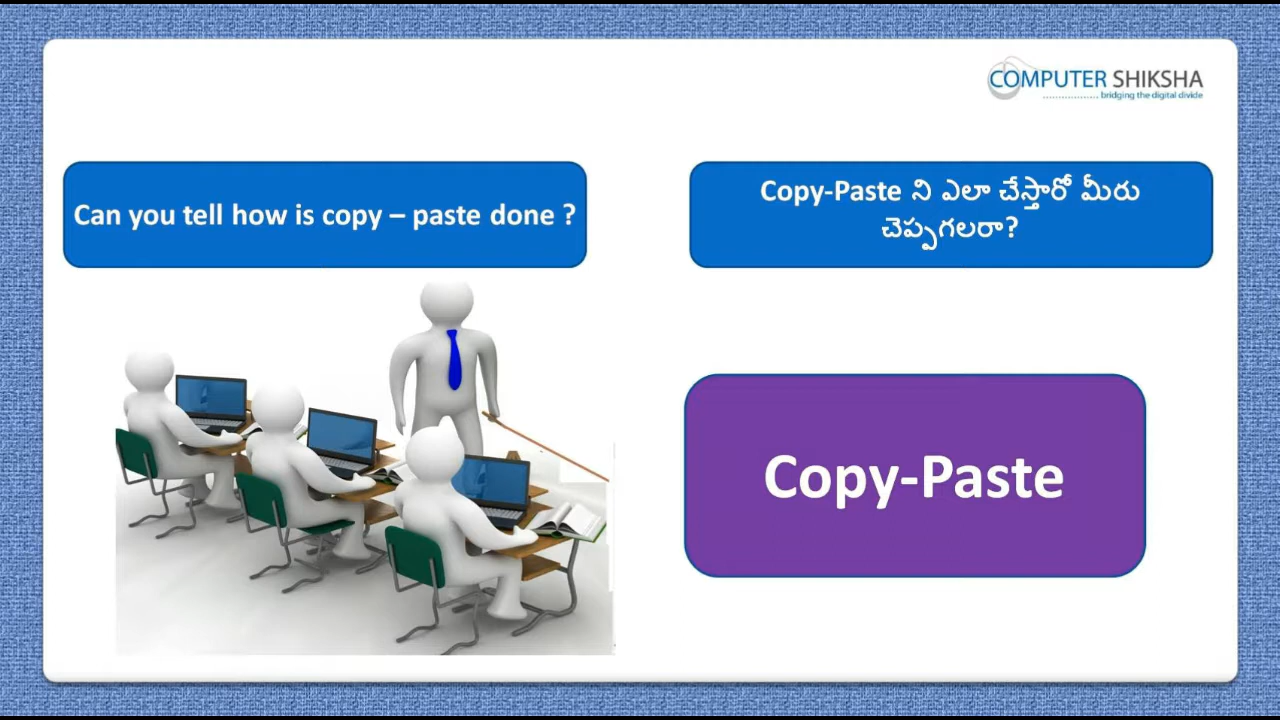 COMPUTER SHIKSHA
.................... bridging the digital divide
Can you tell how is copy – paste done ?
Copy-Paste ని ఎలా చేస్తారో మీరు
చెప్పగలరా?
Copy-Paste